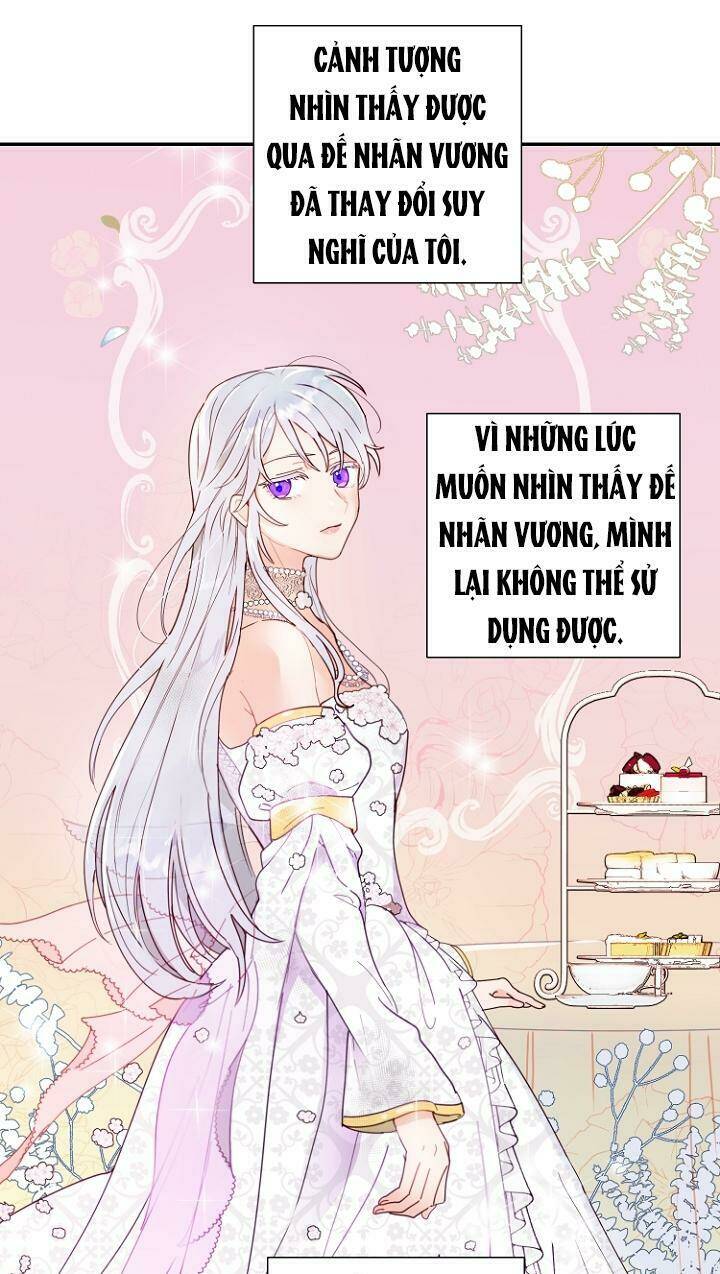 CẢNH TƯỢNG
NHÌN THẤY ĐƯỢC
QUA ĐẾ NHÃN VƯƠNG
ĐÃ THAY ĐỔI SUY
NGHĨ CỦA TÔI.
VÌ NHỮNG LÚC
MUỐN NHÌN THẤY ĐẾ
NHÃN VƯƠNG, MÌNH
LẠI KHÔNG THỂ SỬ
DỤNG ĐƯỢC.